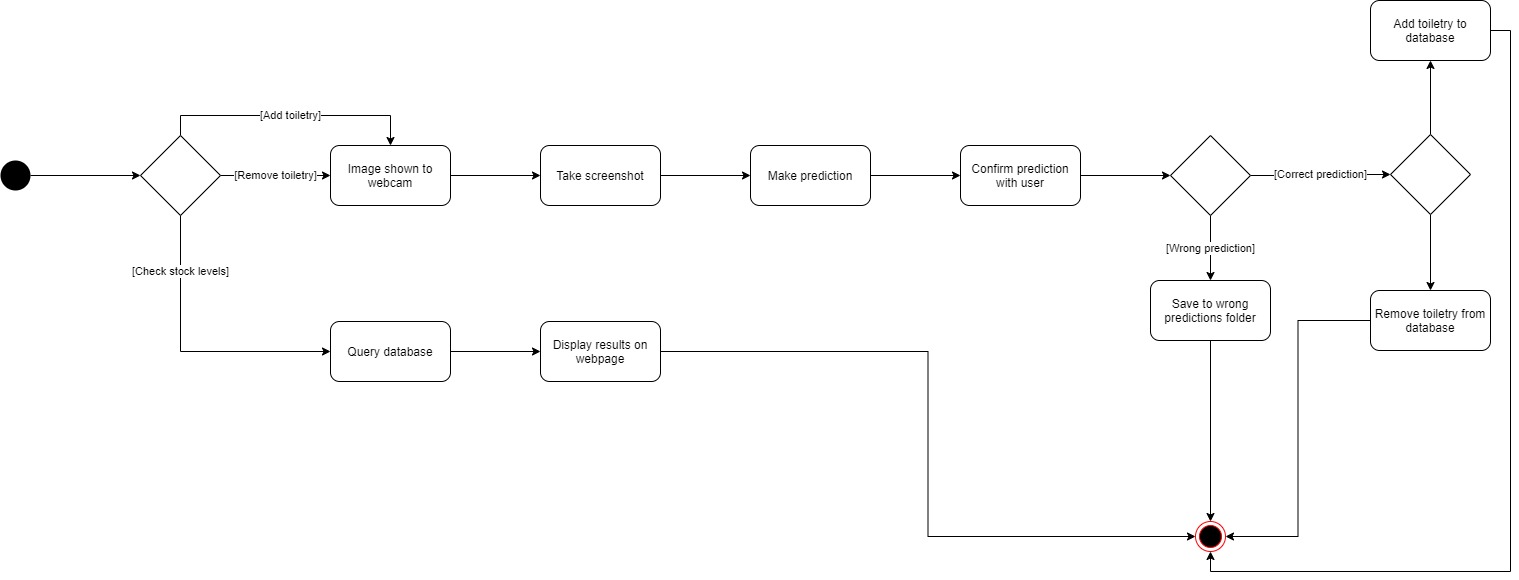 Add toiletry to
database
[Add toiletry]
[Remove toiletry]
Image shown to
webcam
Take screenshot
Make prediction
Confirm prediction
with user
[Correct prediction]
[Wrong prediction]
[Check stock levels]
Save to wrong
predictions folder
Remove toiletry from
database
Query database
Display results on
webpage